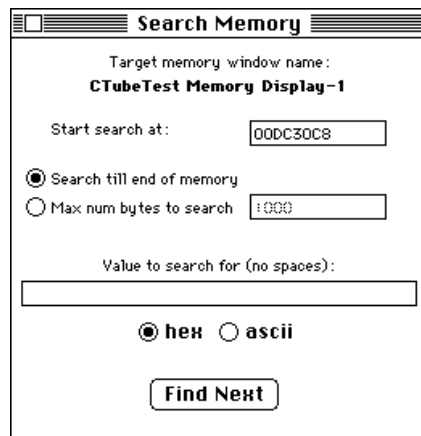 Search Memory
Target memory window name:
CTubeTest Memory Display-1
Start search at: 00DC30C8
Search till end of memory
Max num bytes to search 1000
Value to search for (no spaces):
hex ascii
Find Next